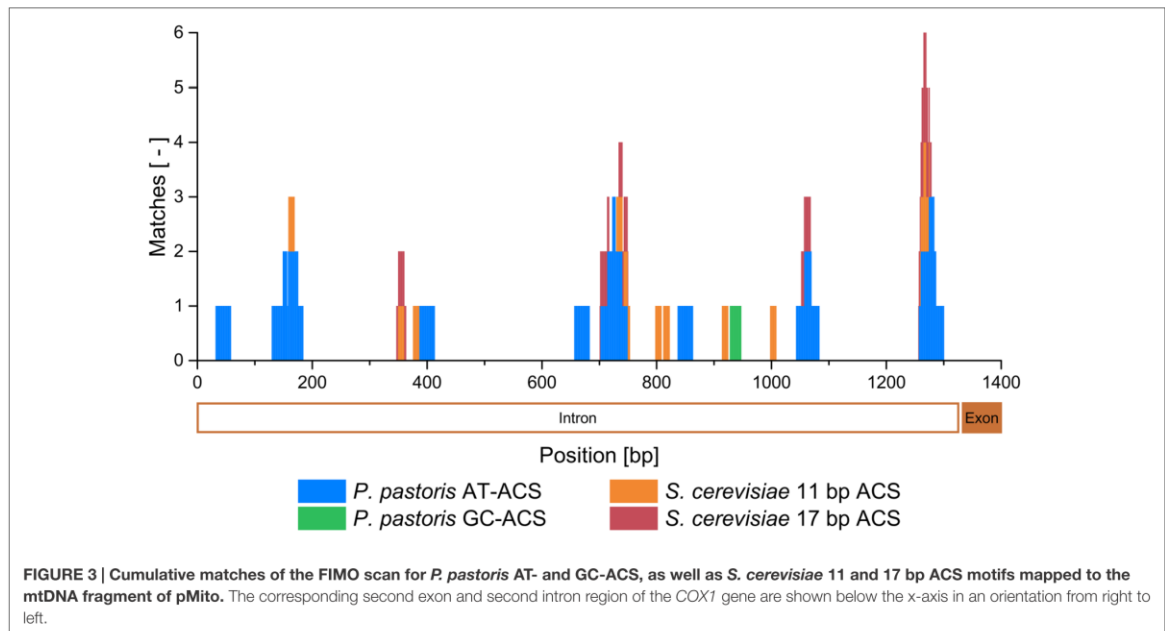 6
5
4
3
2
1
0
Matches [ - ]
0 200 400 600 800 1000 1200 1400
Intron Exon
Position [bp]
P. pastoris AT-ACS S. cerevisiae 11 bp ACS
P. pastoris GC-ACS S. cerevisiae 17 bp ACS
FIGURE 3 | Cumulative matches of the FIMO scan for P. pastoris AT- and GC-ACS, as well as S. cerevisiae 11 and 17 bp ACS motifs mapped to the
mtDNA fragment of pMito. The corresponding second exon and second intron region of the COX1 gene are shown below the x-axis in an orientation from right to
left.